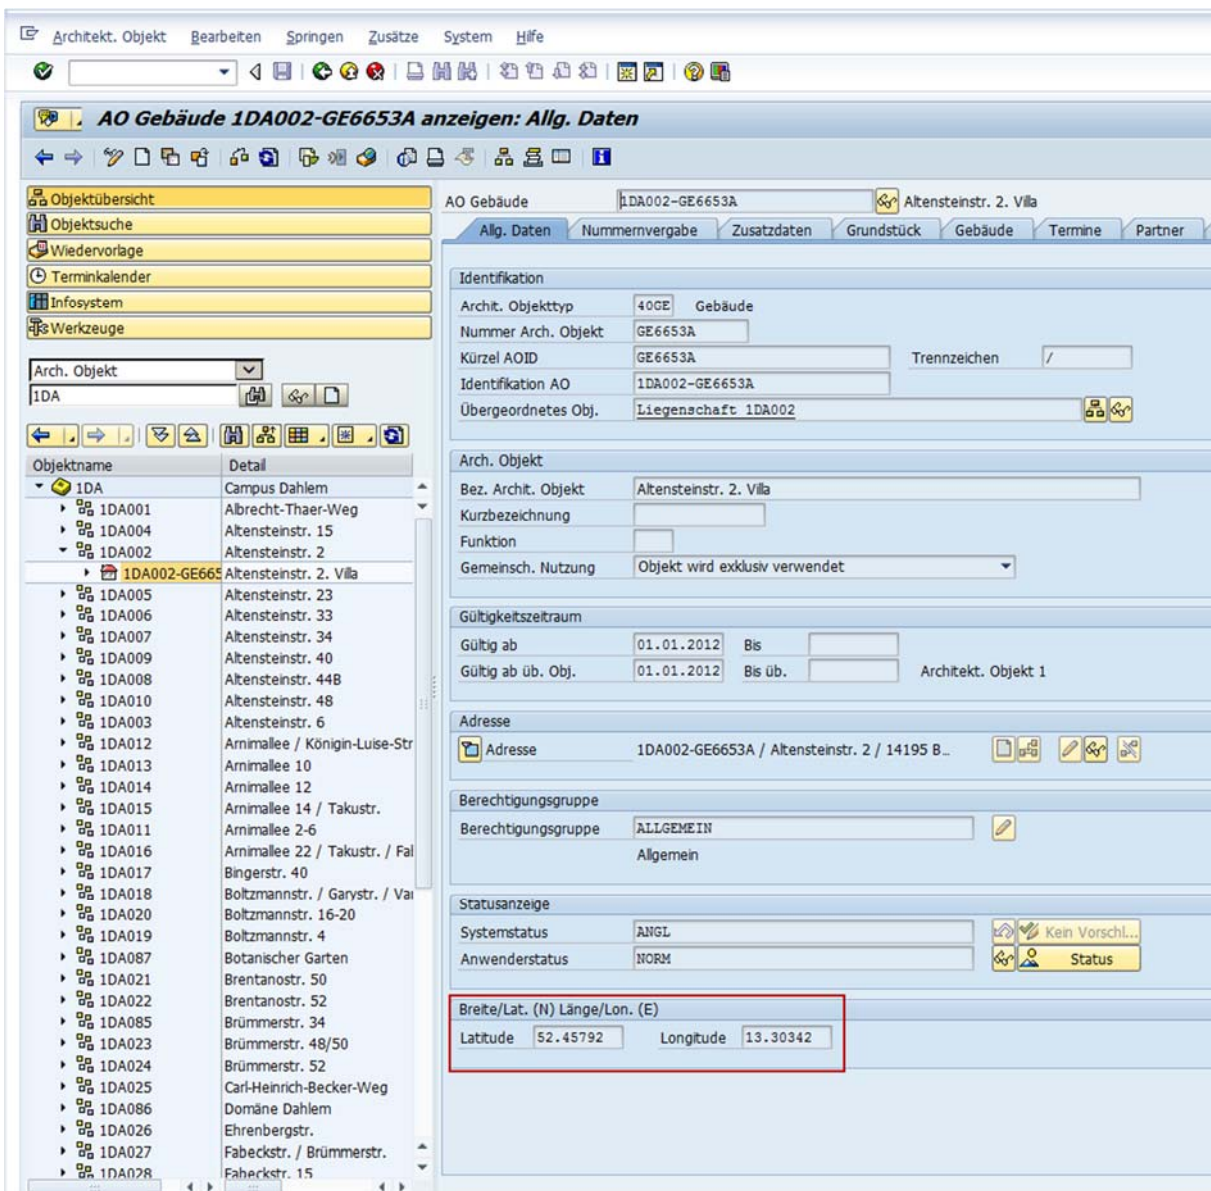 Architekt. Objekt Bearbeiten Springen Zusätze System Hilfe
AO Gebäude 1DA002-GE6653A anzeigen: Allg. Daten
Objektübersicht
Objektsuche
Wiedervorlage
Terminkalender
Infosystem
Werkzeuge
Arch. Objekt
1DA
Objektname Detail
1DA Campus Dahlem
1DA001 Albrecht-Thaer-Weg
1DA004 Altensteinstr. 15
1DA002 Altensteinstr. 2
1DA002-GE665 Altensteinstr. 2. Villa
1DA005 Altensteinstr. 23
1DA006 Altensteinstr. 33
1DA007 Altensteinstr. 34
1DA009 Altensteinstr. 40
1DA008 Altensteinstr. 44B
1DA010 Altensteinstr. 48
1DA003 Altensteinstr. 6
1DA012 Arnimallee / Königin-Luise-Str
1DA013 Arnimallee 10
1DA014 Arnimallee 12
1DA015 Arnimallee 14 / Takustr.
1DA011 Arnimallee 2-6
1DA016 Arnimallee 22 / Takustr. / Fal
1DA017 Bingerstr. 40
1DA018 Boltzmannstr. / Garystr. / Van
1DA020 Boltzmannstr. 16-20
1DA019 Boltzmannstr. 4
1DA087 Botanischer Garten
1DA021 Brentanostr. 50
1DA022 Brentanostr. 52
1DA085 Brümmerstr. 34
1DA023 Brümmerstr. 48/50
1DA024 Brümmerstr. 52
1DA025 Carl-Heinrich-Becker-Weg
1DA086 Domäne Dahlem
1DA026 Ehrenbergstr.
1DA027 Fabeckstr. / Brümmerstr.
1DA028 Fabeckstr. 15
AO Gebäude 1DA002-GE6653A Altensteinstr. 2. Villa
Allg. Daten Nummernvergabe Zusatzdaten Grundstück Gebäude Termine Partner
Identifikation
Archit. Objekttyp 40GE Gebäude
Nummer Arch. Objekt GE6653A
Kürzel AOID GE6653A Trennzeichen /
Identifikation AO 1DA002-GE6653A
Übergeordnetes Obj. Liegenschaft 1DA002
Arch. Objekt
Bez. Archit. Objekt Altensteinstr. 2. Villa
Kurzbezeichnung
Funktion
Gemeinsch. Nutzung Objekt wird exklusiv verwendet
Gültigkeitszeitraum
Gültig ab 01.01.2012 Bis
Gültig ab üb. Obj. 01.01.2012 Bis üb. Architekt. Objekt 1
Adresse
Adresse 1DA002-GE6653A / Altensteinstr. 2 / 14195 B...
Berechtigungsgruppe
Berechtigungsgruppe ALLGEMEIN
Allgemein
Statusanzeige
Systemstatus ANGL Kein Vorschl...
Anwenderstatus NORM Status
Breite/Lat. (N) Länge/Lon. (E)
Latitude 52.45792 Longitude 13.30342